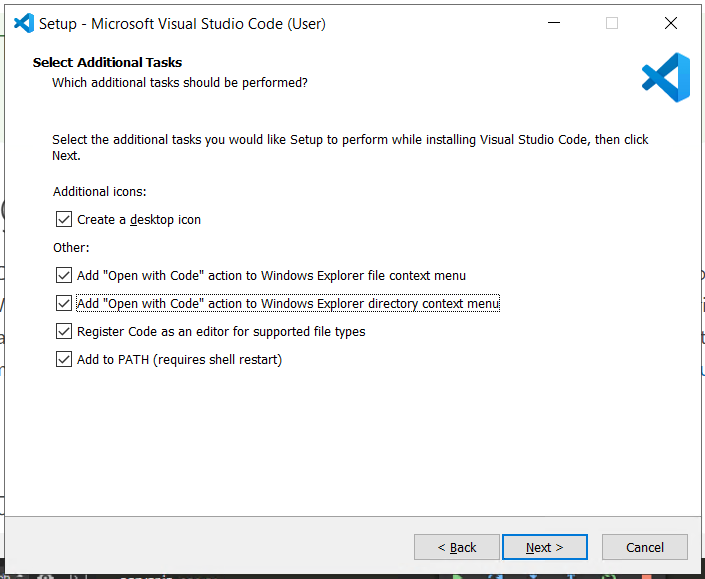 Setup - Microsoft Visual Studio Code (User)
Select Additional Tasks
Which additional tasks should be performed?
Select the additional tasks you would like Setup to perform while installing Visual Studio Code, then click
Next.
Additional icons:
Create a desktop icon
Other:
Add "Open with Code" action to Windows Explorer file context menu
Add "Open with Code" action to Windows Explorer directory context menu
Register Code as an editor for supported file types
Add to PATH (requires shell restart)
< Back
Next >
Cancel